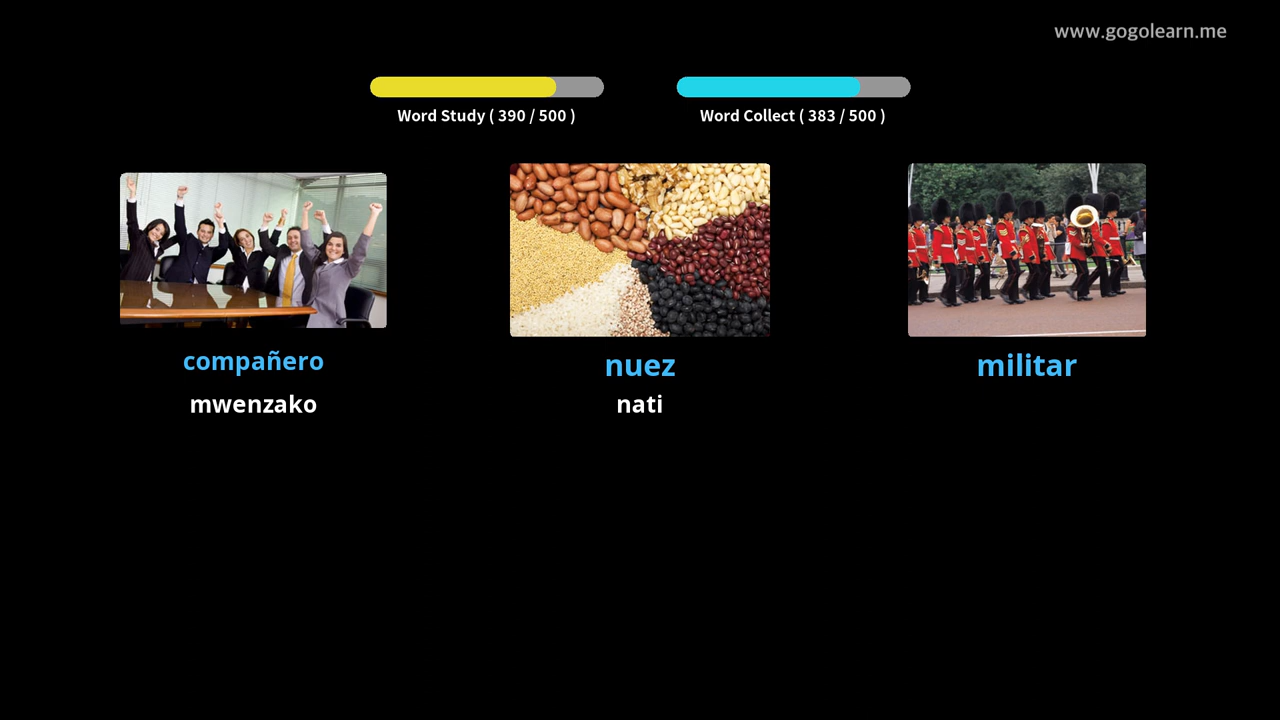 www.gogolearn.me
Word Study ( 390 / 500 )
Word Collect ( 383 / 500 )
compañero
mwenzako
nuez
nati
militar